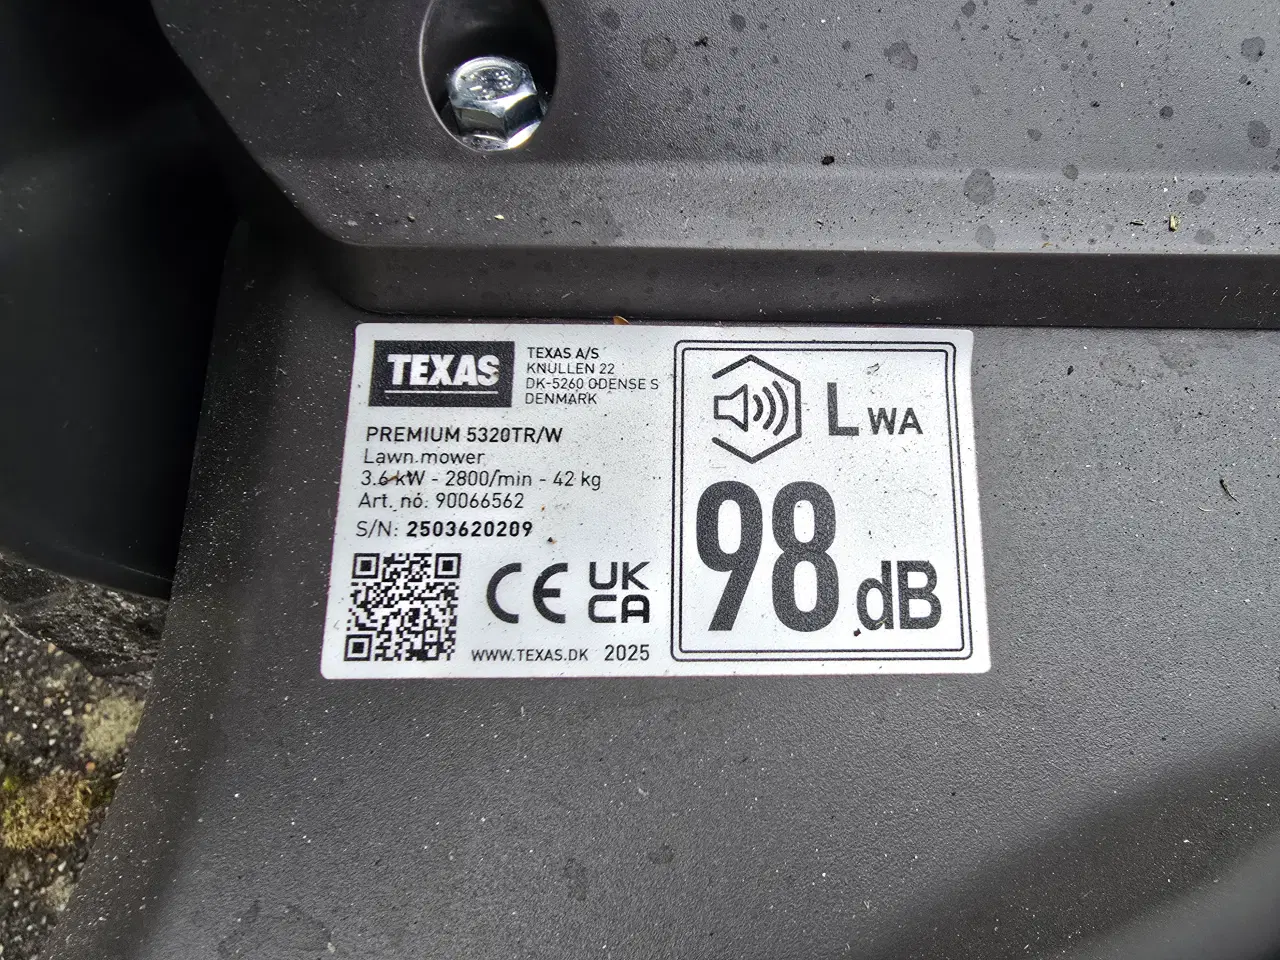 TEXAS
TEXAS A/S
KNULLEN 22
DK-5260 ODENSE S
DENMARK
PREMIUM 5320TR/W
Lawn mower
3.6 kW - 2800/min - 42 kg
Art. no. 90066562
S/N: 2503620209
CE UK CA
WWW.TEXAS.DK 2025
LWA
98 dB